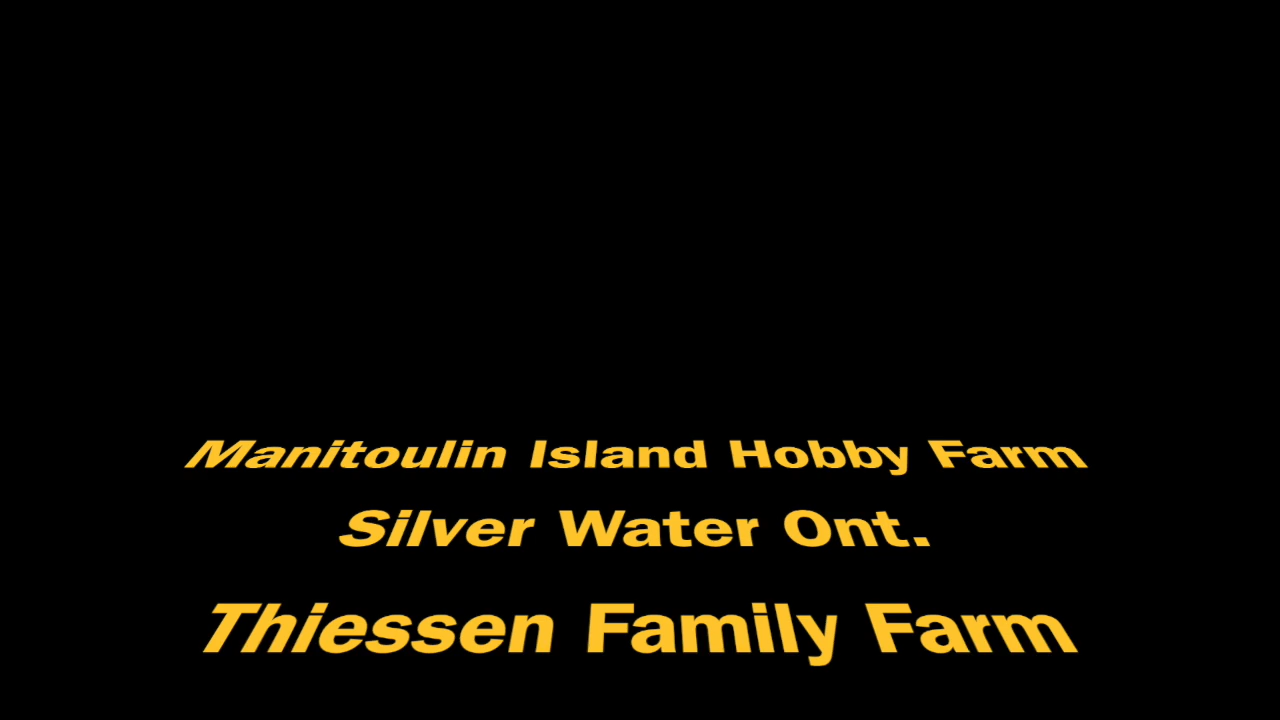 Manitoulin Island Hobby Farm
Silver Water Ont.
Thiessen Family Farm